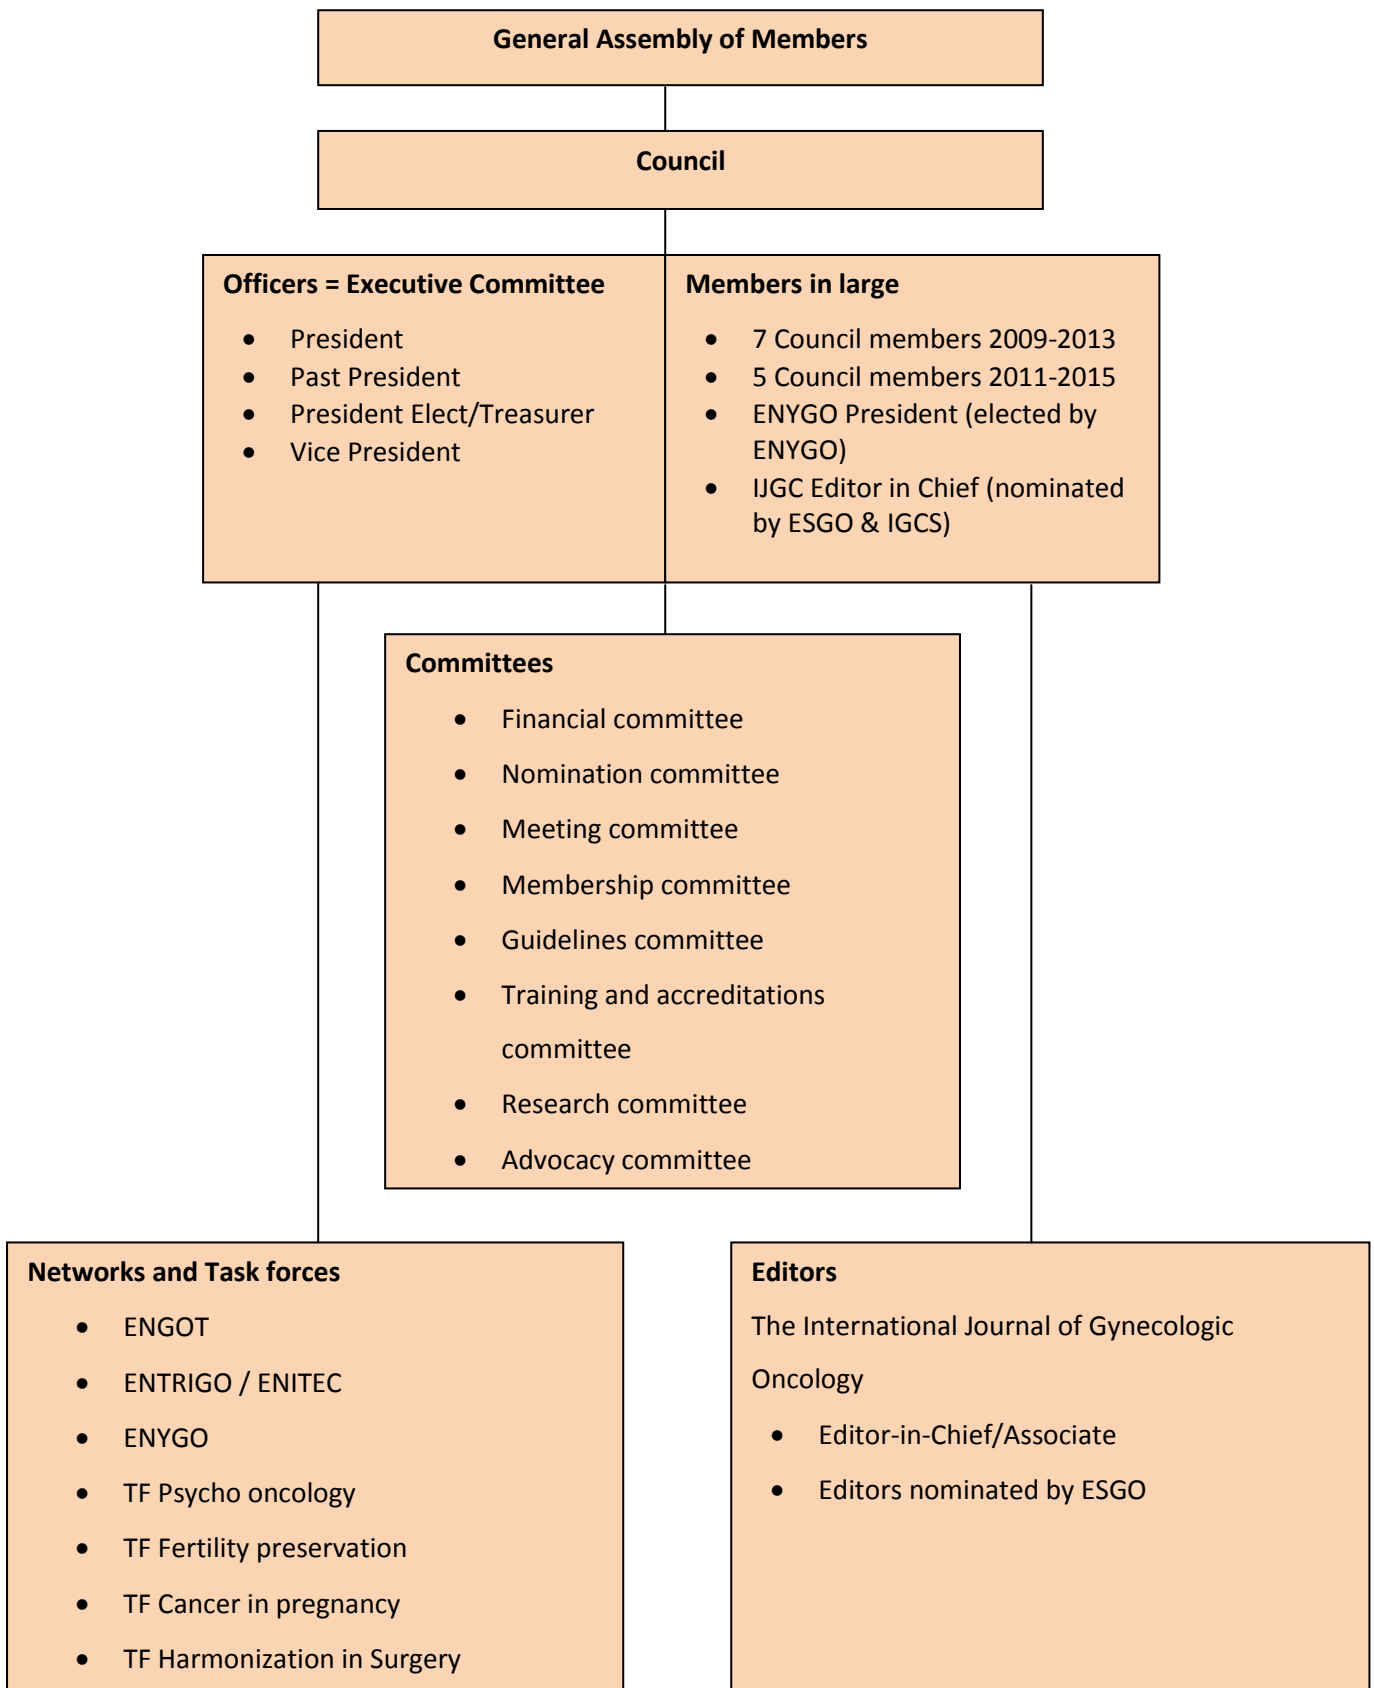 General Assembly of Members
Council
Officers = Executive Committee
• President
• Past President
• President Elect/Treasurer
• Vice President
Members in large
• 7 Council members 2009-2013
• 5 Council members 2011-2015
• ENYGO President (elected by
ENYGO)
• IJGC Editor in Chief (nominated
by ESGO & IGCS)
Committees
• Financial committee
• Nomination committee
• Meeting committee
• Membership committee
• Guidelines committee
• Training and accreditations
committee
• Research committee
• Advocacy committee
Networks and Task forces
• ENGOT
• ENTRIGO / ENITEC
• ENYGO
• TF Psycho oncology
• TF Fertility preservation
• TF Cancer in pregnancy
• TF Harmonization in Surgery
Editors
The International Journal of Gynecologic
Oncology
• Editor-in-Chief/Associate
• Editors nominated by ESGO